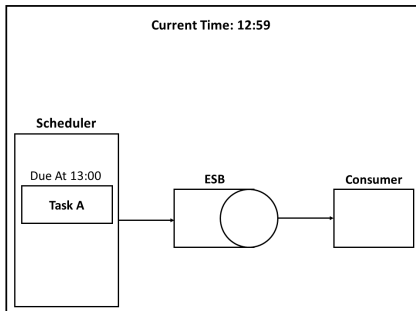 Current Time: 12:59
Scheduler
Due At 13:00
Task A
ESB
Consumer